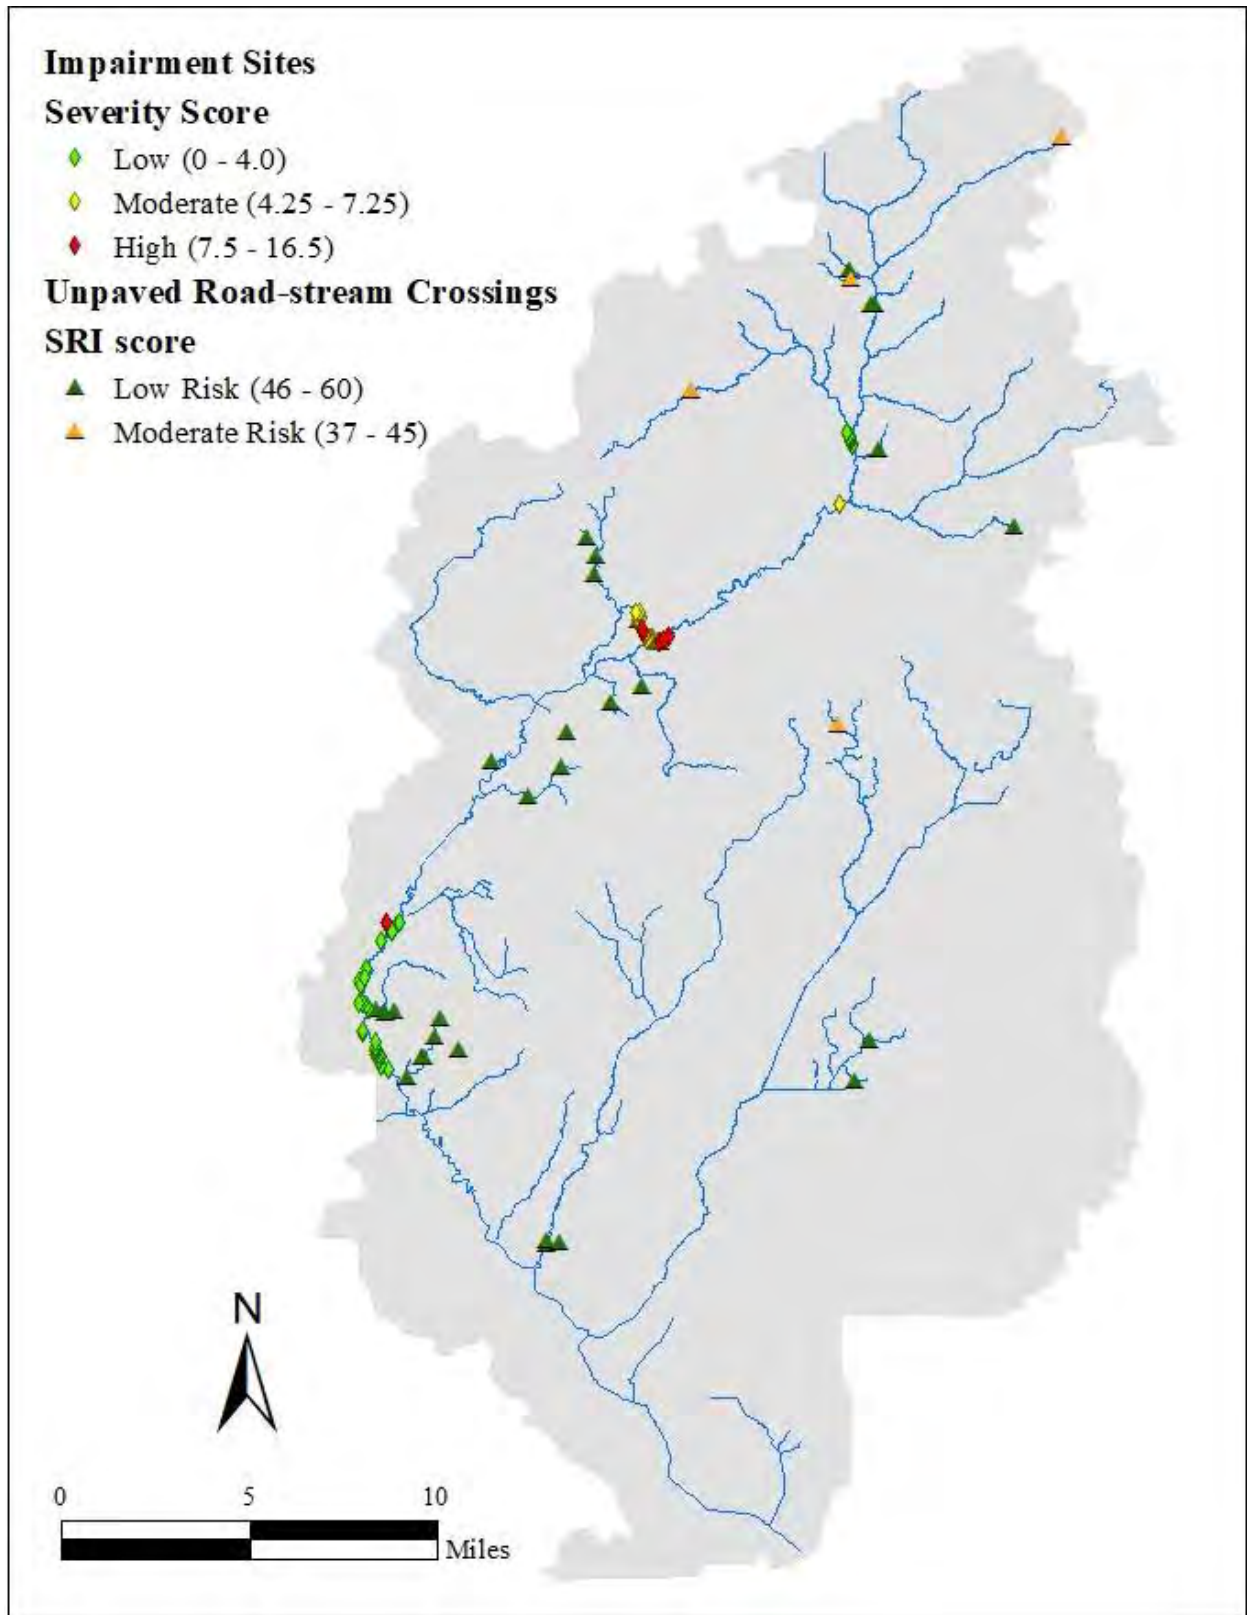 Impairment Sites
Severity Score
Low (0 - 4.0)
Moderate (4.25 - 7.25)
High (7.5 - 16.5)
Unpaved Road-stream Crossings
SRI score
Low Risk (46 - 60)
Moderate Risk (37 - 45)
N
0 5 10
Miles